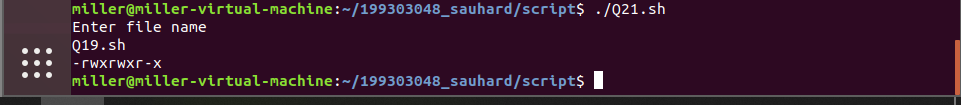 miller@miller-virtual-machine:~/199303048_sauhard/script$ ./Q21.sh
Enter file name
Q19.sh
-rwxrwxr-x
miller@miller-virtual-machine:~/199303048_sauhard/script$